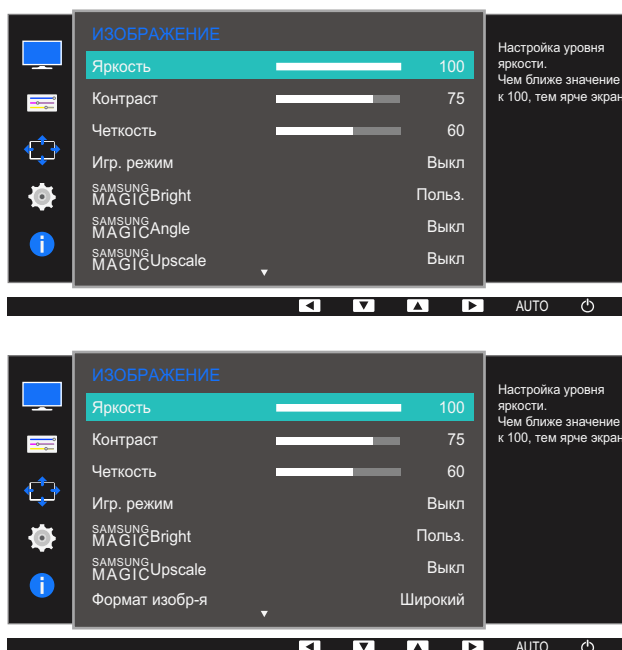 ИЗОБРАЖЕНИЕ
Яркость 100
Контраст 75
Четкость 60
Игр. режим Выкл
SAMSUNG MAGIC Bright Польз.
SAMSUNG MAGIC Angle Выкл
SAMSUNG MAGIC Upscale Выкл
Настройка уровня
яркости.
Чем ближе значение
к 100, тем ярче экран
AUTO
ИЗОБРАЖЕНИЕ
Яркость 100
Контраст 75
Четкость 60
Игр. режим Выкл
SAMSUNG MAGIC Bright Польз.
SAMSUNG MAGIC Upscale Выкл
Формат изобр-я Широкий
Настройка уровня
яркости.
Чем ближе значение
к 100, тем ярче экран
AUTO